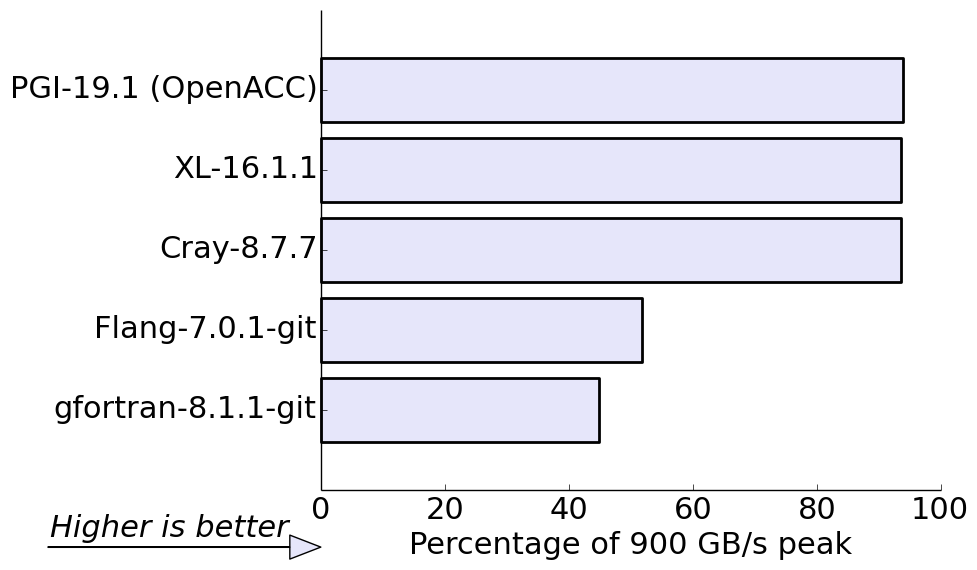 PGI-19.1 (OpenACC)
XL-16.1.1
Cray-8.7.7
Flang-7.0.1-git
gfortran-8.1.1-git
0 20 40 60 80 100
Higher is better
Percentage of 900 GB/s peak